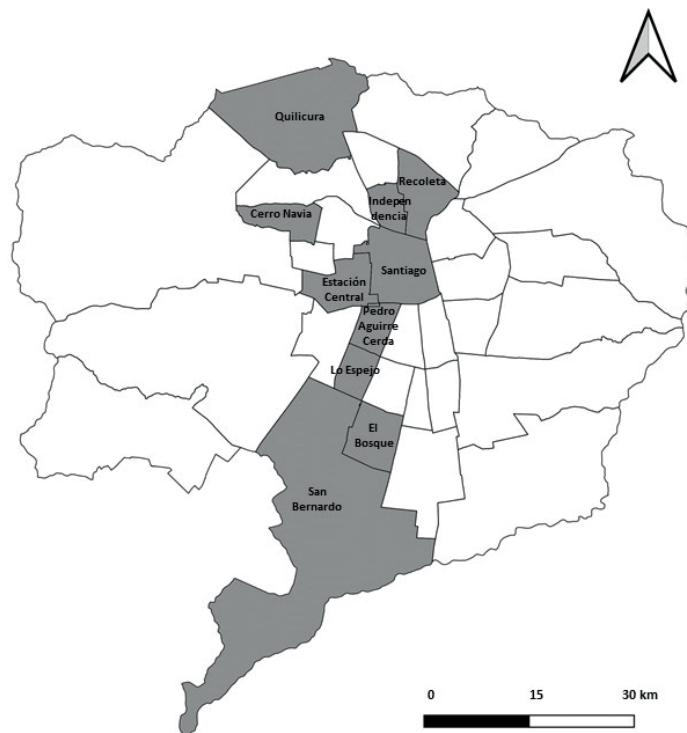 Quilicura
Recoleta
Indepen
dencia
Cerro Navia
Santiago
Estación
Central
Pedro
Aguirre
Cerda
Lo Espejo
El
Bosque
San
Bernardo
0 15 30 km